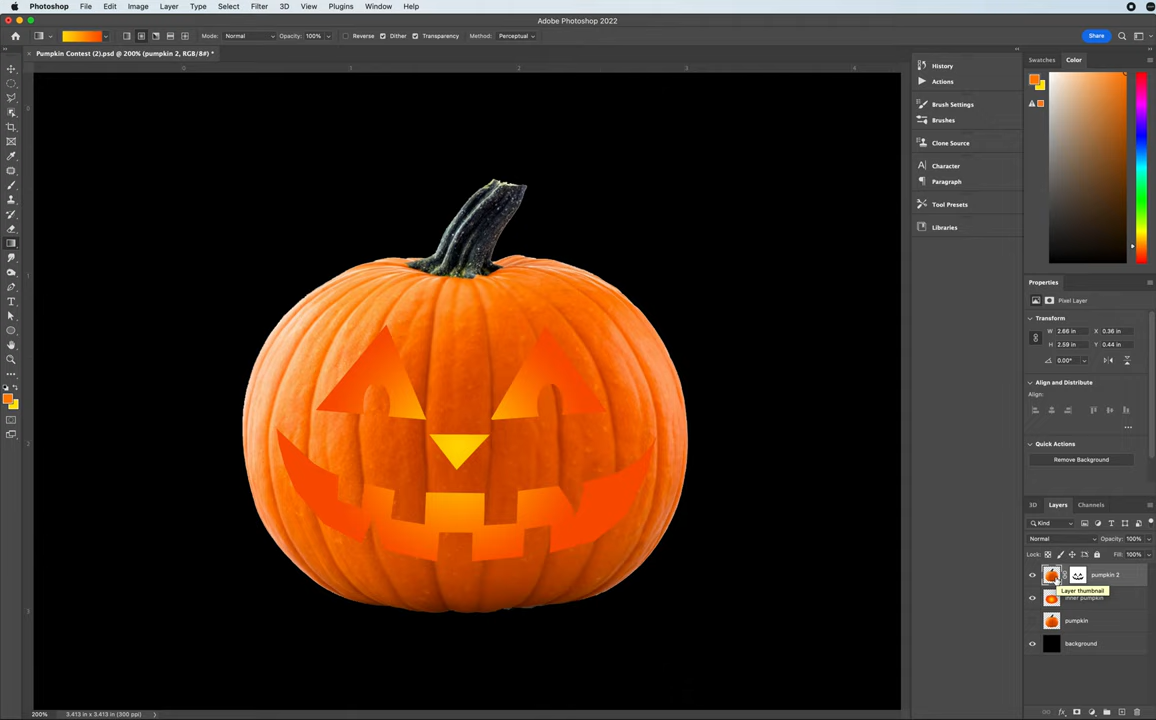 Photoshop File Edit Image Layer Type Select Filter 3D View Plugins Window Help
Adobe Photoshop 2022
Mode: Normal Opacity: 100% Reverse Dither Transparency Method: Perceptual Share
Pumpkin Contest (2).psd @ 200% (pumpkin 2, RGB/8#) *
History
Actions
Brush Settings
Brushes
Clone Source
Character
Paragraph
Tool Presets
Libraries
Swatches Color
Properties
Pixel Layer
Transform
W 2.66 in X 0.36 in
H 2.59 in Y 0.44 in
0.00°
Align and Distribute
Align:
Quick Actions
Remove Background
3D Layers Channels
Kind
Normal Opacity: 100%
Lock: Fill: 100%
pumpkin 2
Layer thumbnail
inner pumpkin
pumpkin
background
200% 3.413 in x 3.413 in (300 ppi)